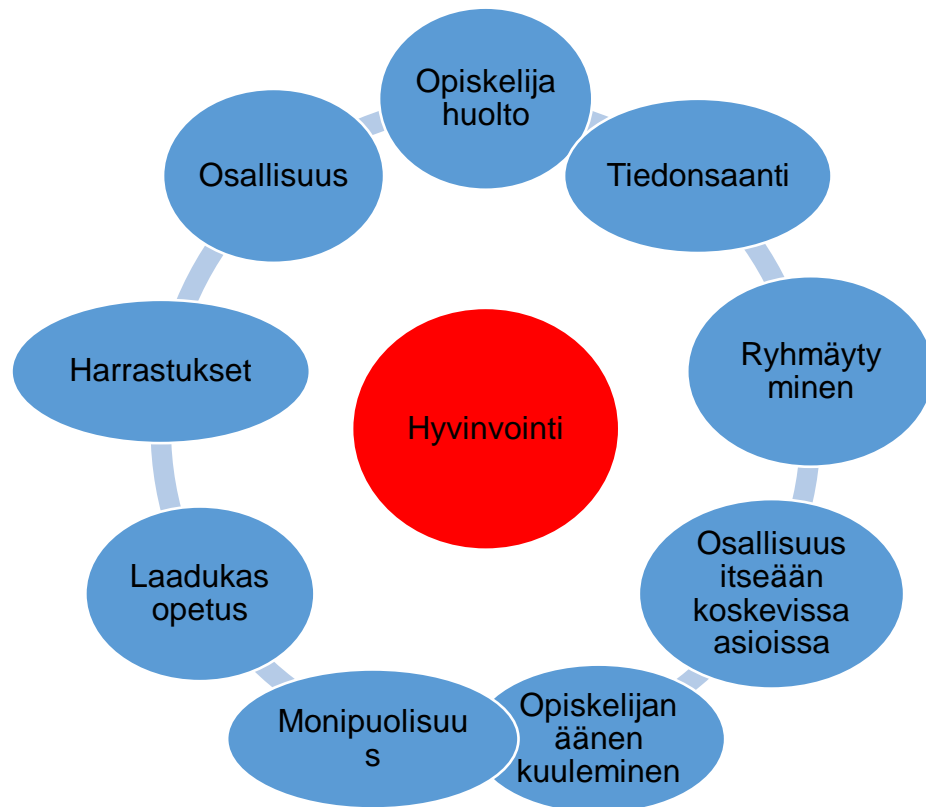 Opiskelija
huolto
Tiedonsaanti
Ryhmäyty
minen
Osallisuus
itseään
koskevissa
asioissa
Opiskelijan
äänen
kuuleminen
Monipuolisuu
s
Laadukas
opetus
Harrastukset
Osallisuus
Hyvinvointi